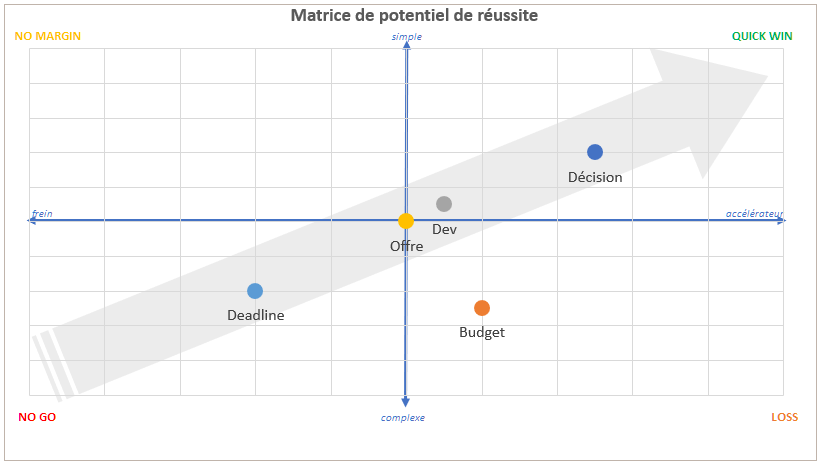 Matrice de potentiel de réussite
NO MARGIN
simple
QUICK WIN
Décision
frein
accélérateur
Dev
Offre
Deadline
Budget
NO GO
complexe
LOSS